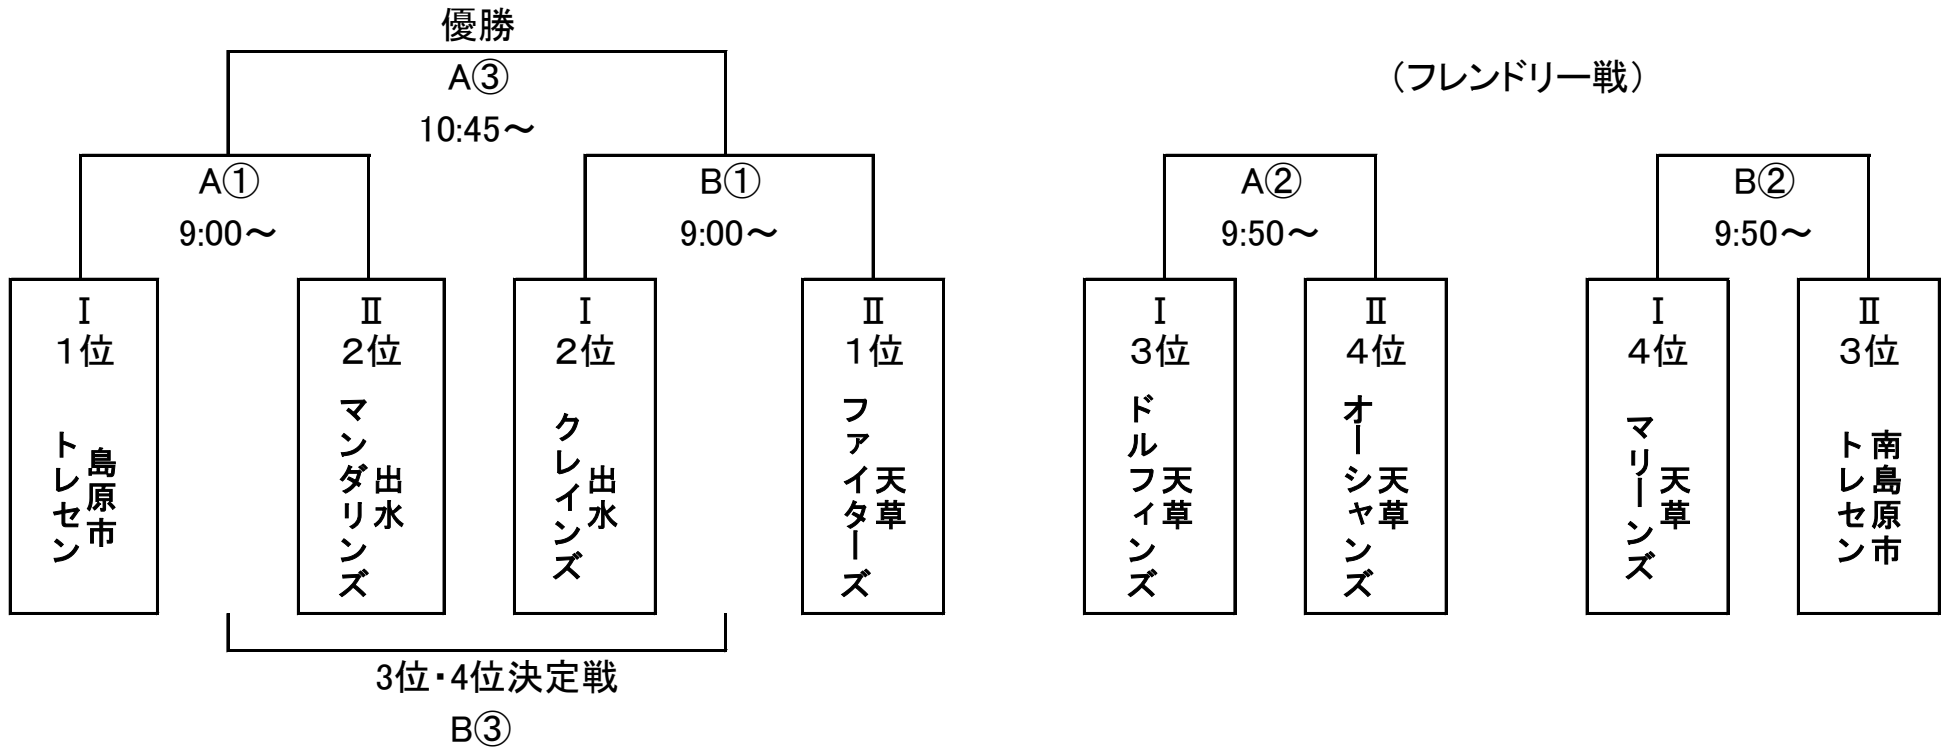 優勝
A③
10:45～
A①
9:00～
B①
9:00～
Ⅰ
1位
島原市
トレセン
Ⅱ
2位
出水
マンダリンズ
Ⅰ
2位
出水
クレインズ
Ⅱ
1位
天草
ファイターズ
3位・4位決定戦
B③
（フレンドリー戦）
A②
9:50～
B②
9:50～
Ⅰ
3位
天草
ドルフィンズ
Ⅱ
4位
天草
オーシャンズ
Ⅰ
4位
天草
マリーンズ
Ⅱ
3位
南島原市
トレセン